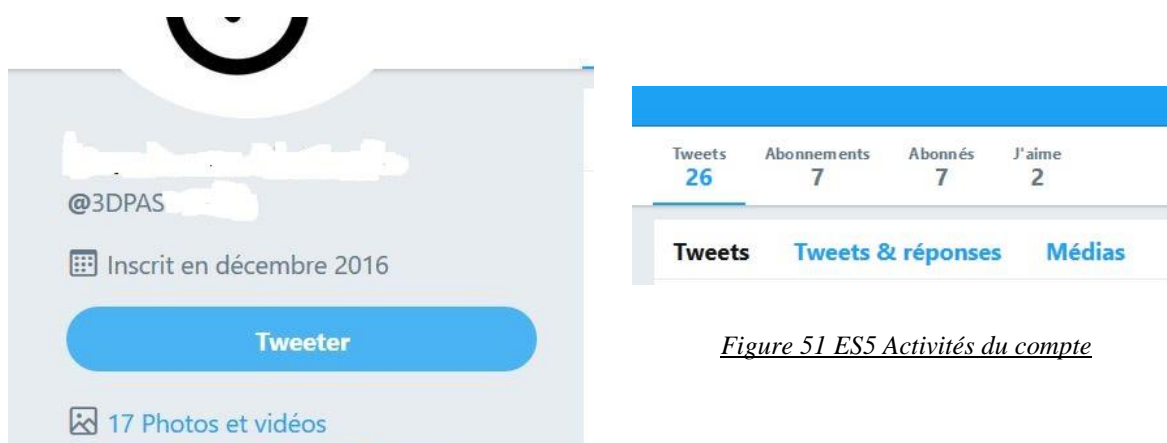 @3DPAS
Inscrit en décembre 2016
Tweeter
17 Photos et vidéos
Tweets Abonnements Abonnés J'aime
26 7 7 2
Tweets Tweets & réponses Médias
Figure 51 ES5 Activités du compte